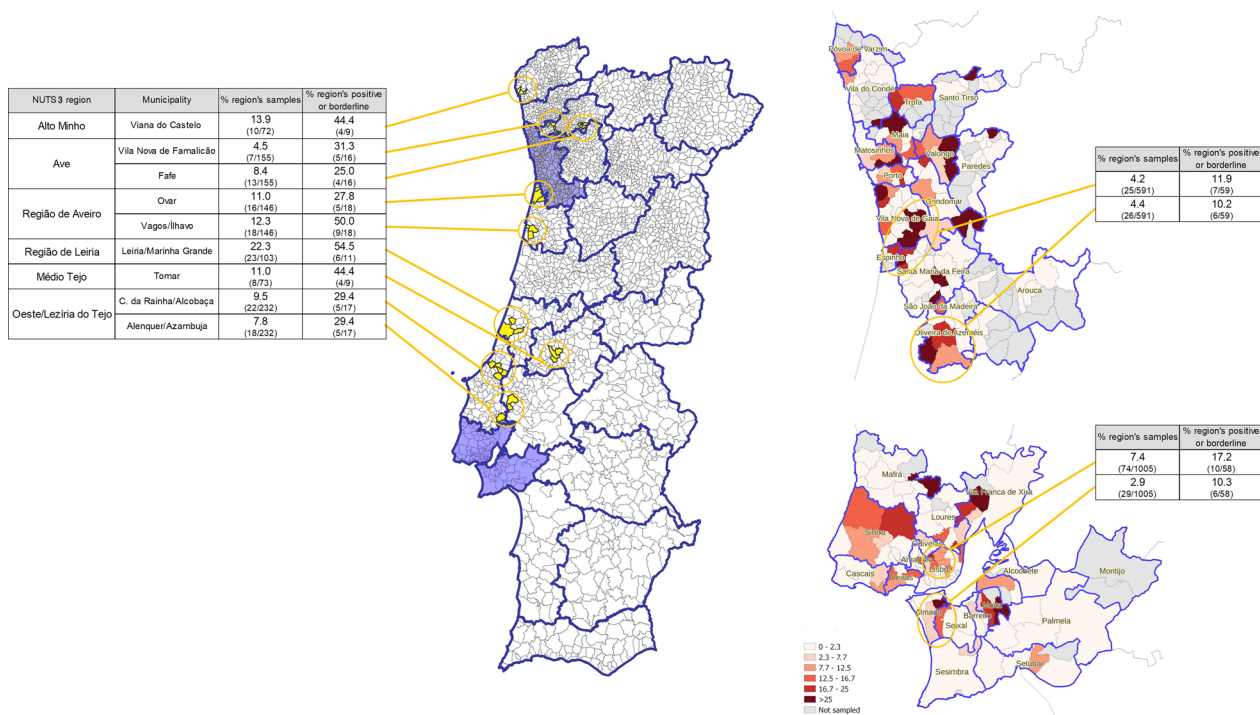 NUTS 3 region Municipality % region's samples % region's positive or borderline
Alto Minho Viana do Castelo 13.9 (10/72) 44.4 (4/9)
Ave Vila Nova de Famalicão 4.5 (7/155) 31.3 (5/16)
Fafe 8.4 (13/155) 25.0 (4/16)
Região de Aveiro Ovar 11.0 (16/146) 27.8 (5/18)
Vagos/Ílhavo 12.3 (18/146) 50.0 (9/18)
Região de Leiria Leiria/Marinha Grande 22.3 (23/103) 54.5 (6/11)
Médio Tejo Tomar 11.0 (8/73) 44.4 (4/9)
Oeste/Lezíria do Tejo C. da Rainha/Alcobaça 9.5 (22/232) 29.4 (5/17)
Alenquer/Azambuja 7.8 (18/232) 29.4 (5/17)
Póvoa de Varzim
Vila do Conde
Trofa
Santo Tirso
Maia
Matosinhos
Valongo
Paredes
Porto
Gondomar
Vila Nova de Gaia
Espinho
Santa Maria da Feira
Arouca
São João da Madeira
Oliveira de Azeméis
% region's samples % region's positive or borderline
4.2 (25/591) 11.9 (7/59)
4.4 (26/591) 10.2 (6/59)
Mafra
Vila Franca de Xira
Loures
Sintra
Odivelas
Lisboa
Cascais
Oeiras
Alcochete
Montijo
Almada
Seixal
Barreiro
Palmela
Setúbal
Sesimbra
% region's samples % region's positive or borderline
7.4 (74/1005) 17.2 (10/58)
2.9 (29/1005) 10.3 (6/58)
0 - 2.3
2.3 - 7.7
7.7 - 12.5
12.5 - 16.7
16.7 - 25
>25
Not sampled